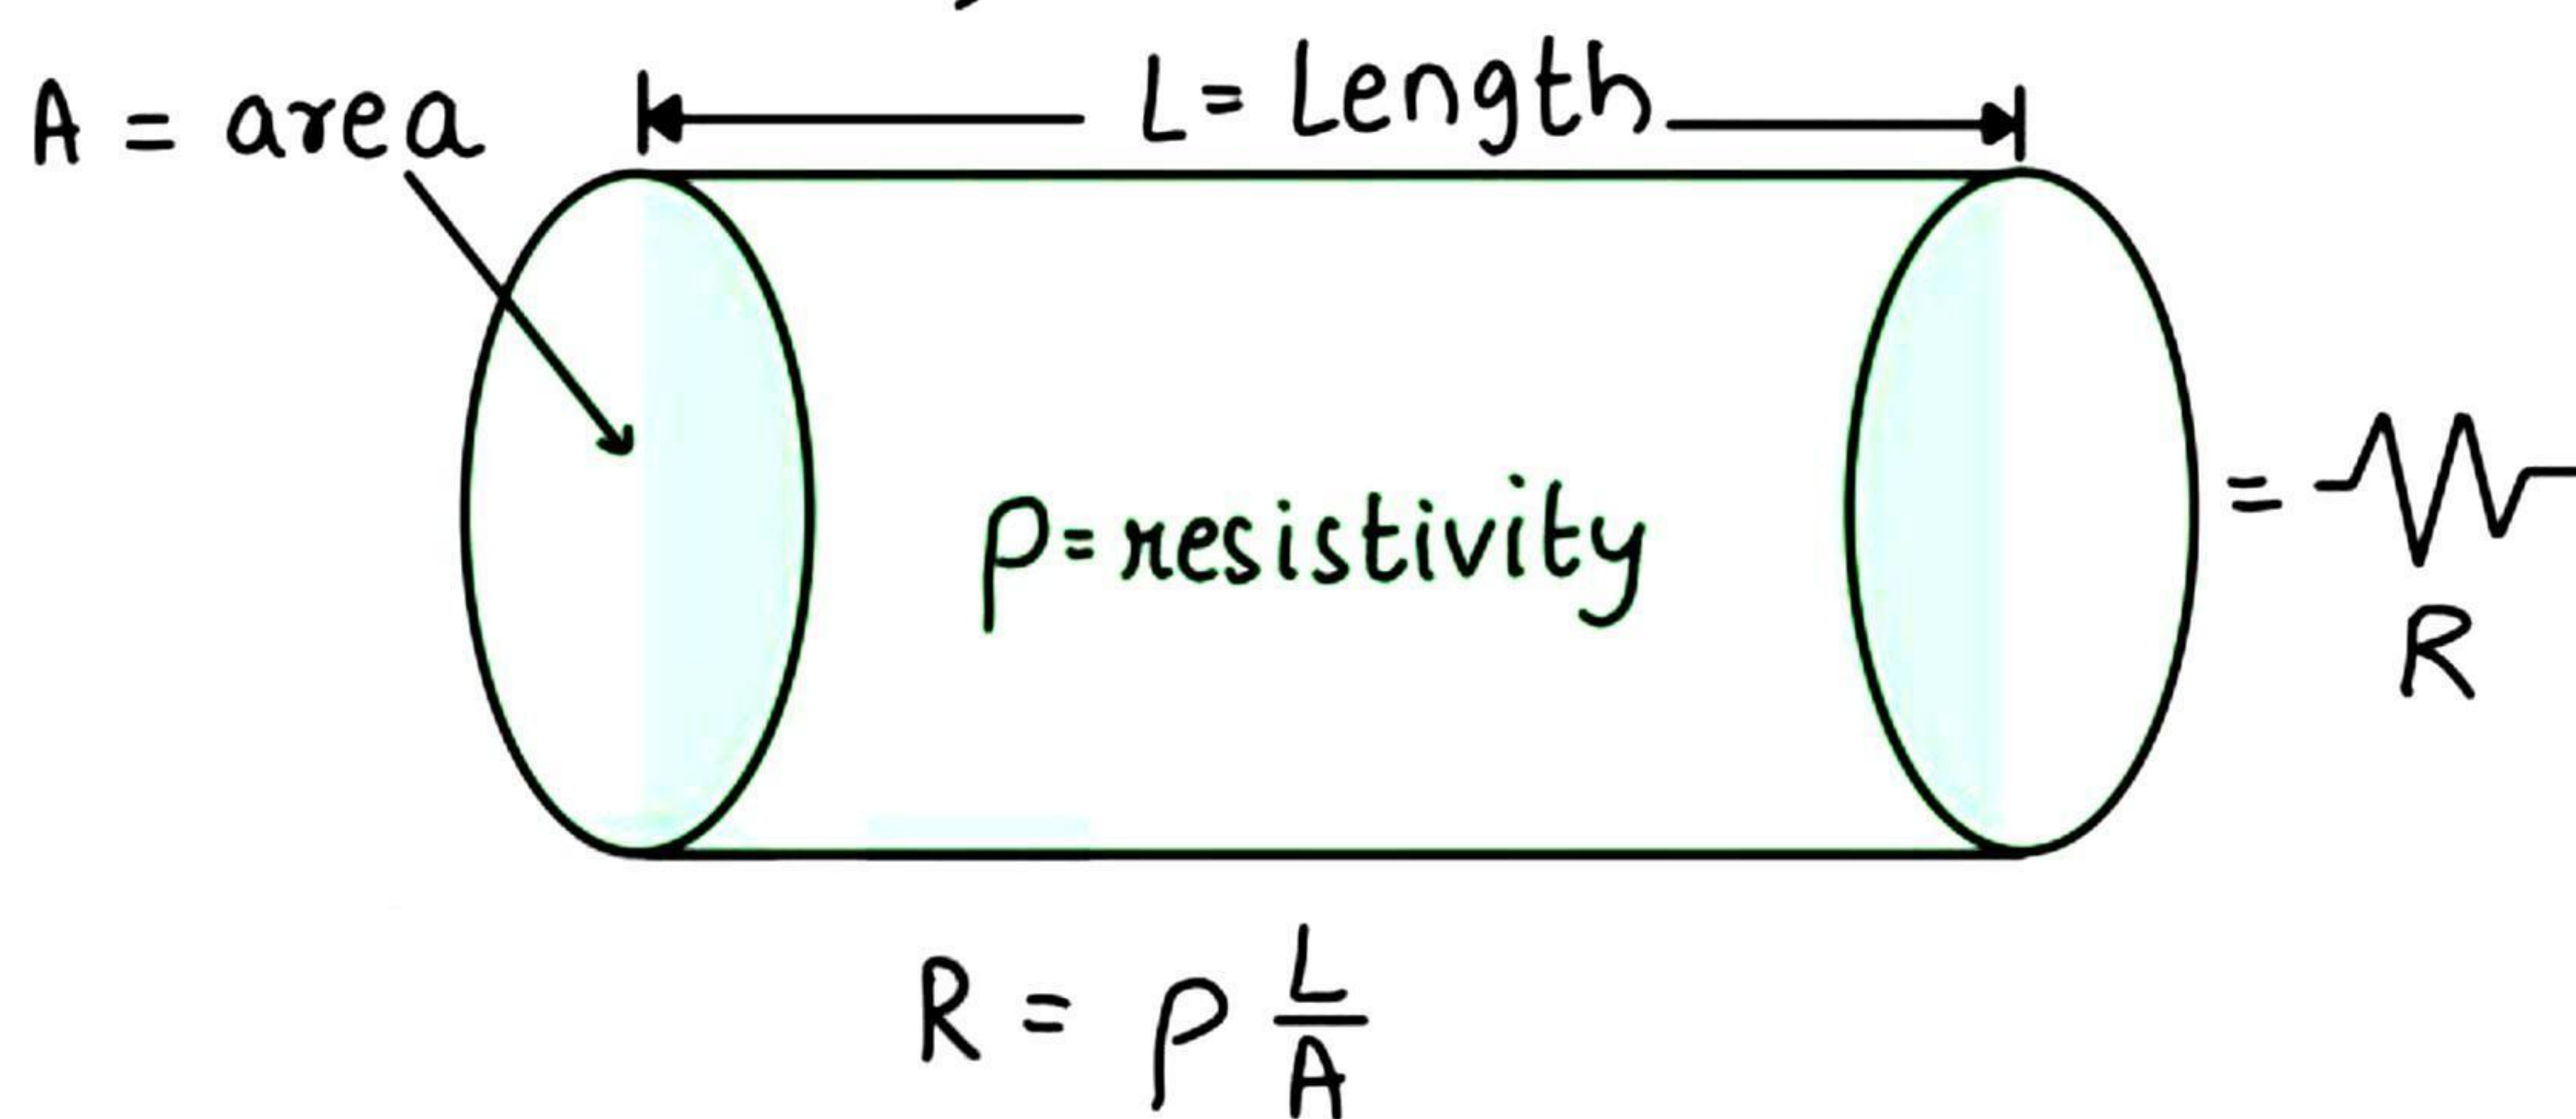 A = area
L = Length
ρ = resistivity
=
R
R = ρ L/A